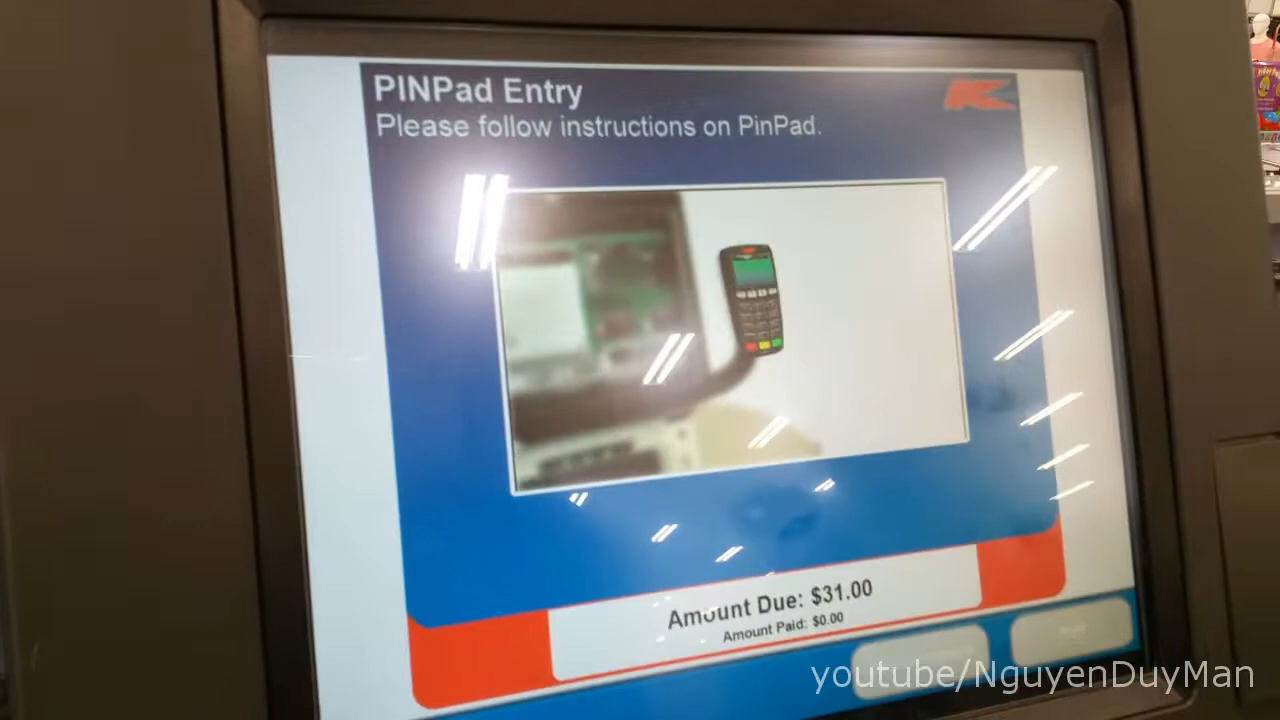 PINPad Entry
Please follow instructions on PinPad.
Amount Due: $31.00
Amount Paid: $0.00
youtube/NguyenDuyMan